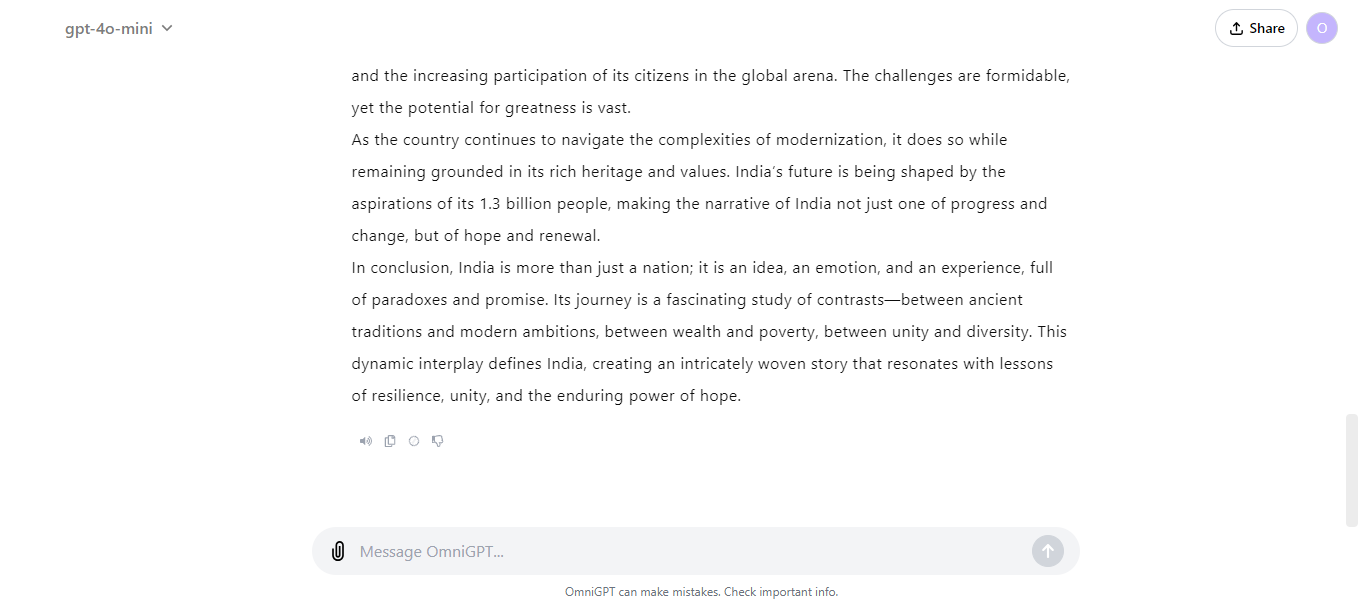 gpt-4o-mini
Share
O
and the increasing participation of its citizens in the global arena. The challenges are formidable,
yet the potential for greatness is vast.
As the country continues to navigate the complexities of modernization, it does so while
remaining grounded in its rich heritage and values. India's future is being shaped by the
aspirations of its 1.3 billion people, making the narrative of India not just one of progress and
change, but of hope and renewal.
In conclusion, India is more than just a nation; it is an idea, an emotion, and an experience, full
of paradoxes and promise. Its journey is a fascinating study of contrasts—between ancient
traditions and modern ambitions, between wealth and poverty, between unity and diversity. This
dynamic interplay defines India, creating an intricately woven story that resonates with lessons
of resilience, unity, and the enduring power of hope.
Message OmniGPT...
OmniGPT can make mistakes. Check important info.